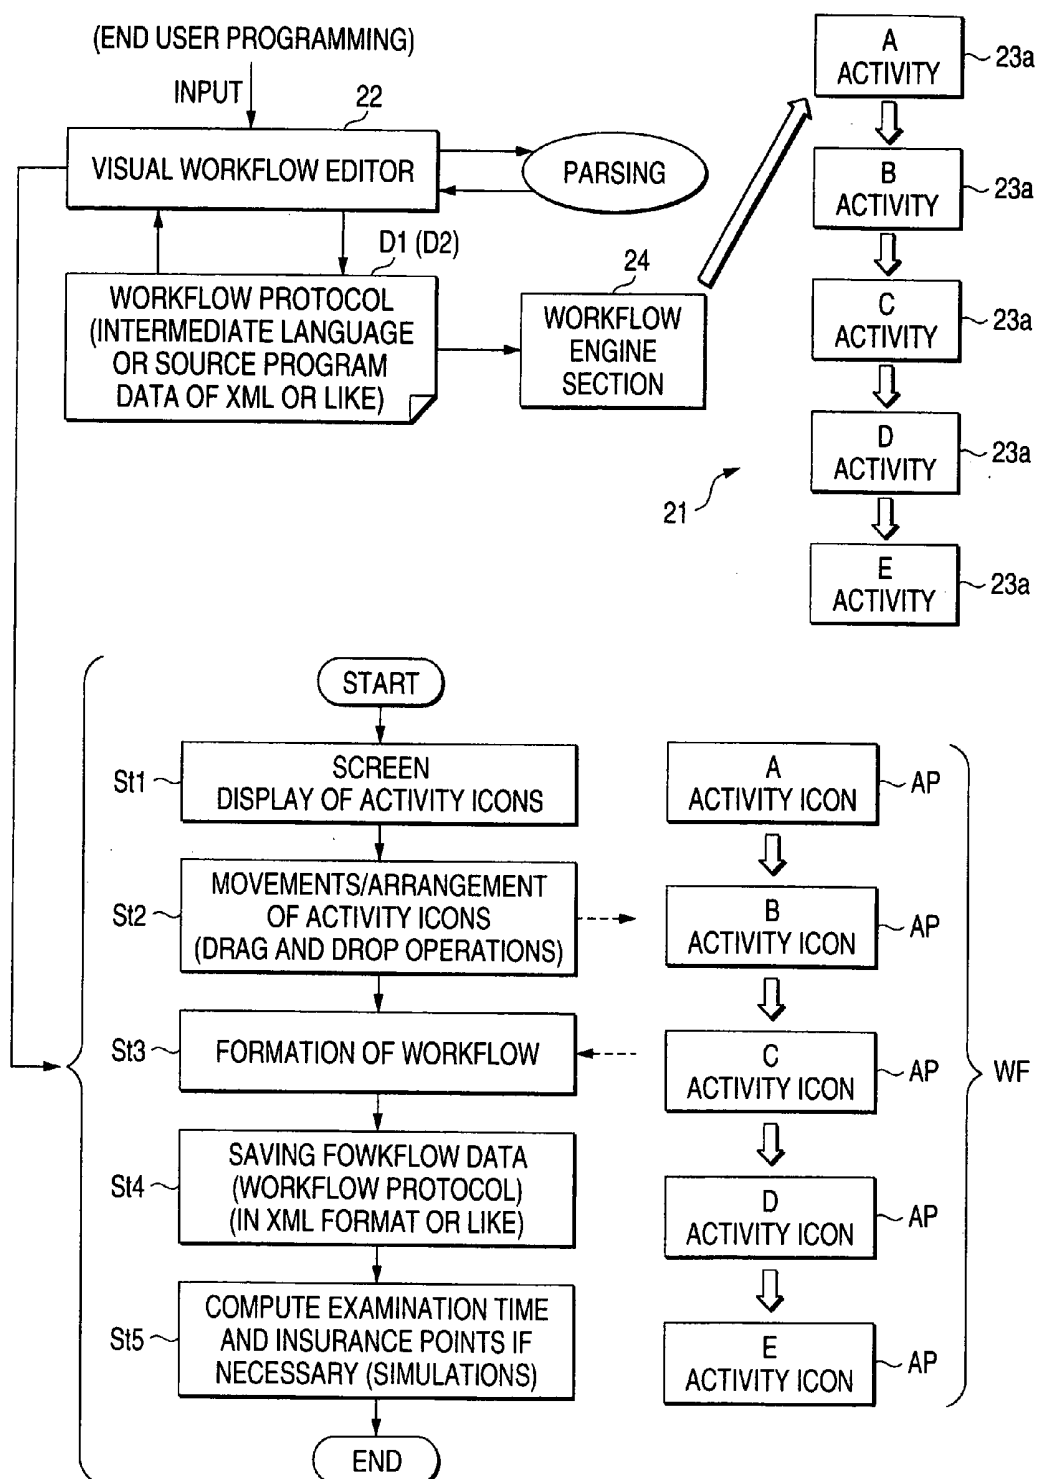 (END USER PROGRAMMING)
INPUT
22
VISUAL WORKFLOW EDITOR
PARSING
D1 (D2)
WORKFLOW PROTOCOL
(INTERMEDIATE LANGUAGE
OR SOURCE PROGRAM
DATA OF XML OR LIKE)
24
WORKFLOW
ENGINE
SECTION
21
A
ACTIVITY
23a
B
ACTIVITY
23a
C
ACTIVITY
23a
D
ACTIVITY
23a
E
ACTIVITY
23a
START
St1
SCREEN
DISPLAY OF ACTIVITY ICONS
St2
MOVEMENTS/ARRANGEMENT
OF ACTIVITY ICONS
(DRAG AND DROP OPERATIONS)
St3
FORMATION OF WORKFLOW
St4
SAVING FOWKFLOW DATA
(WORKFLOW PROTOCOL)
(IN XML FORMAT OR LIKE)
St5
COMPUTE EXAMINATION TIME
AND INSURANCE POINTS IF
NECESSARY (SIMULATIONS)
END
A
ACTIVITY ICON
AP
B
ACTIVITY ICON
AP
C
ACTIVITY ICON
AP
D
ACTIVITY ICON
AP
E
ACTIVITY ICON
AP
WF